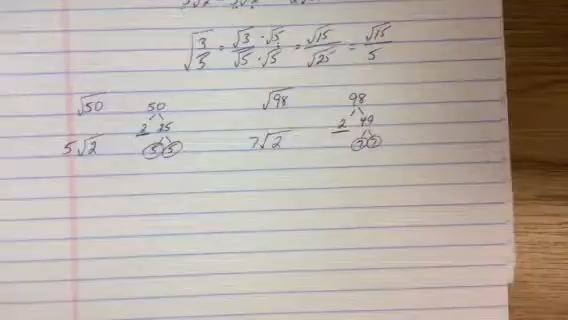 √3/5 = √3 · √5 / √5 · √5 = √15 / √25 = √15 / 5
√50 50 √98 98
2 25 2 49
5√2 5 5 7√2 7 7